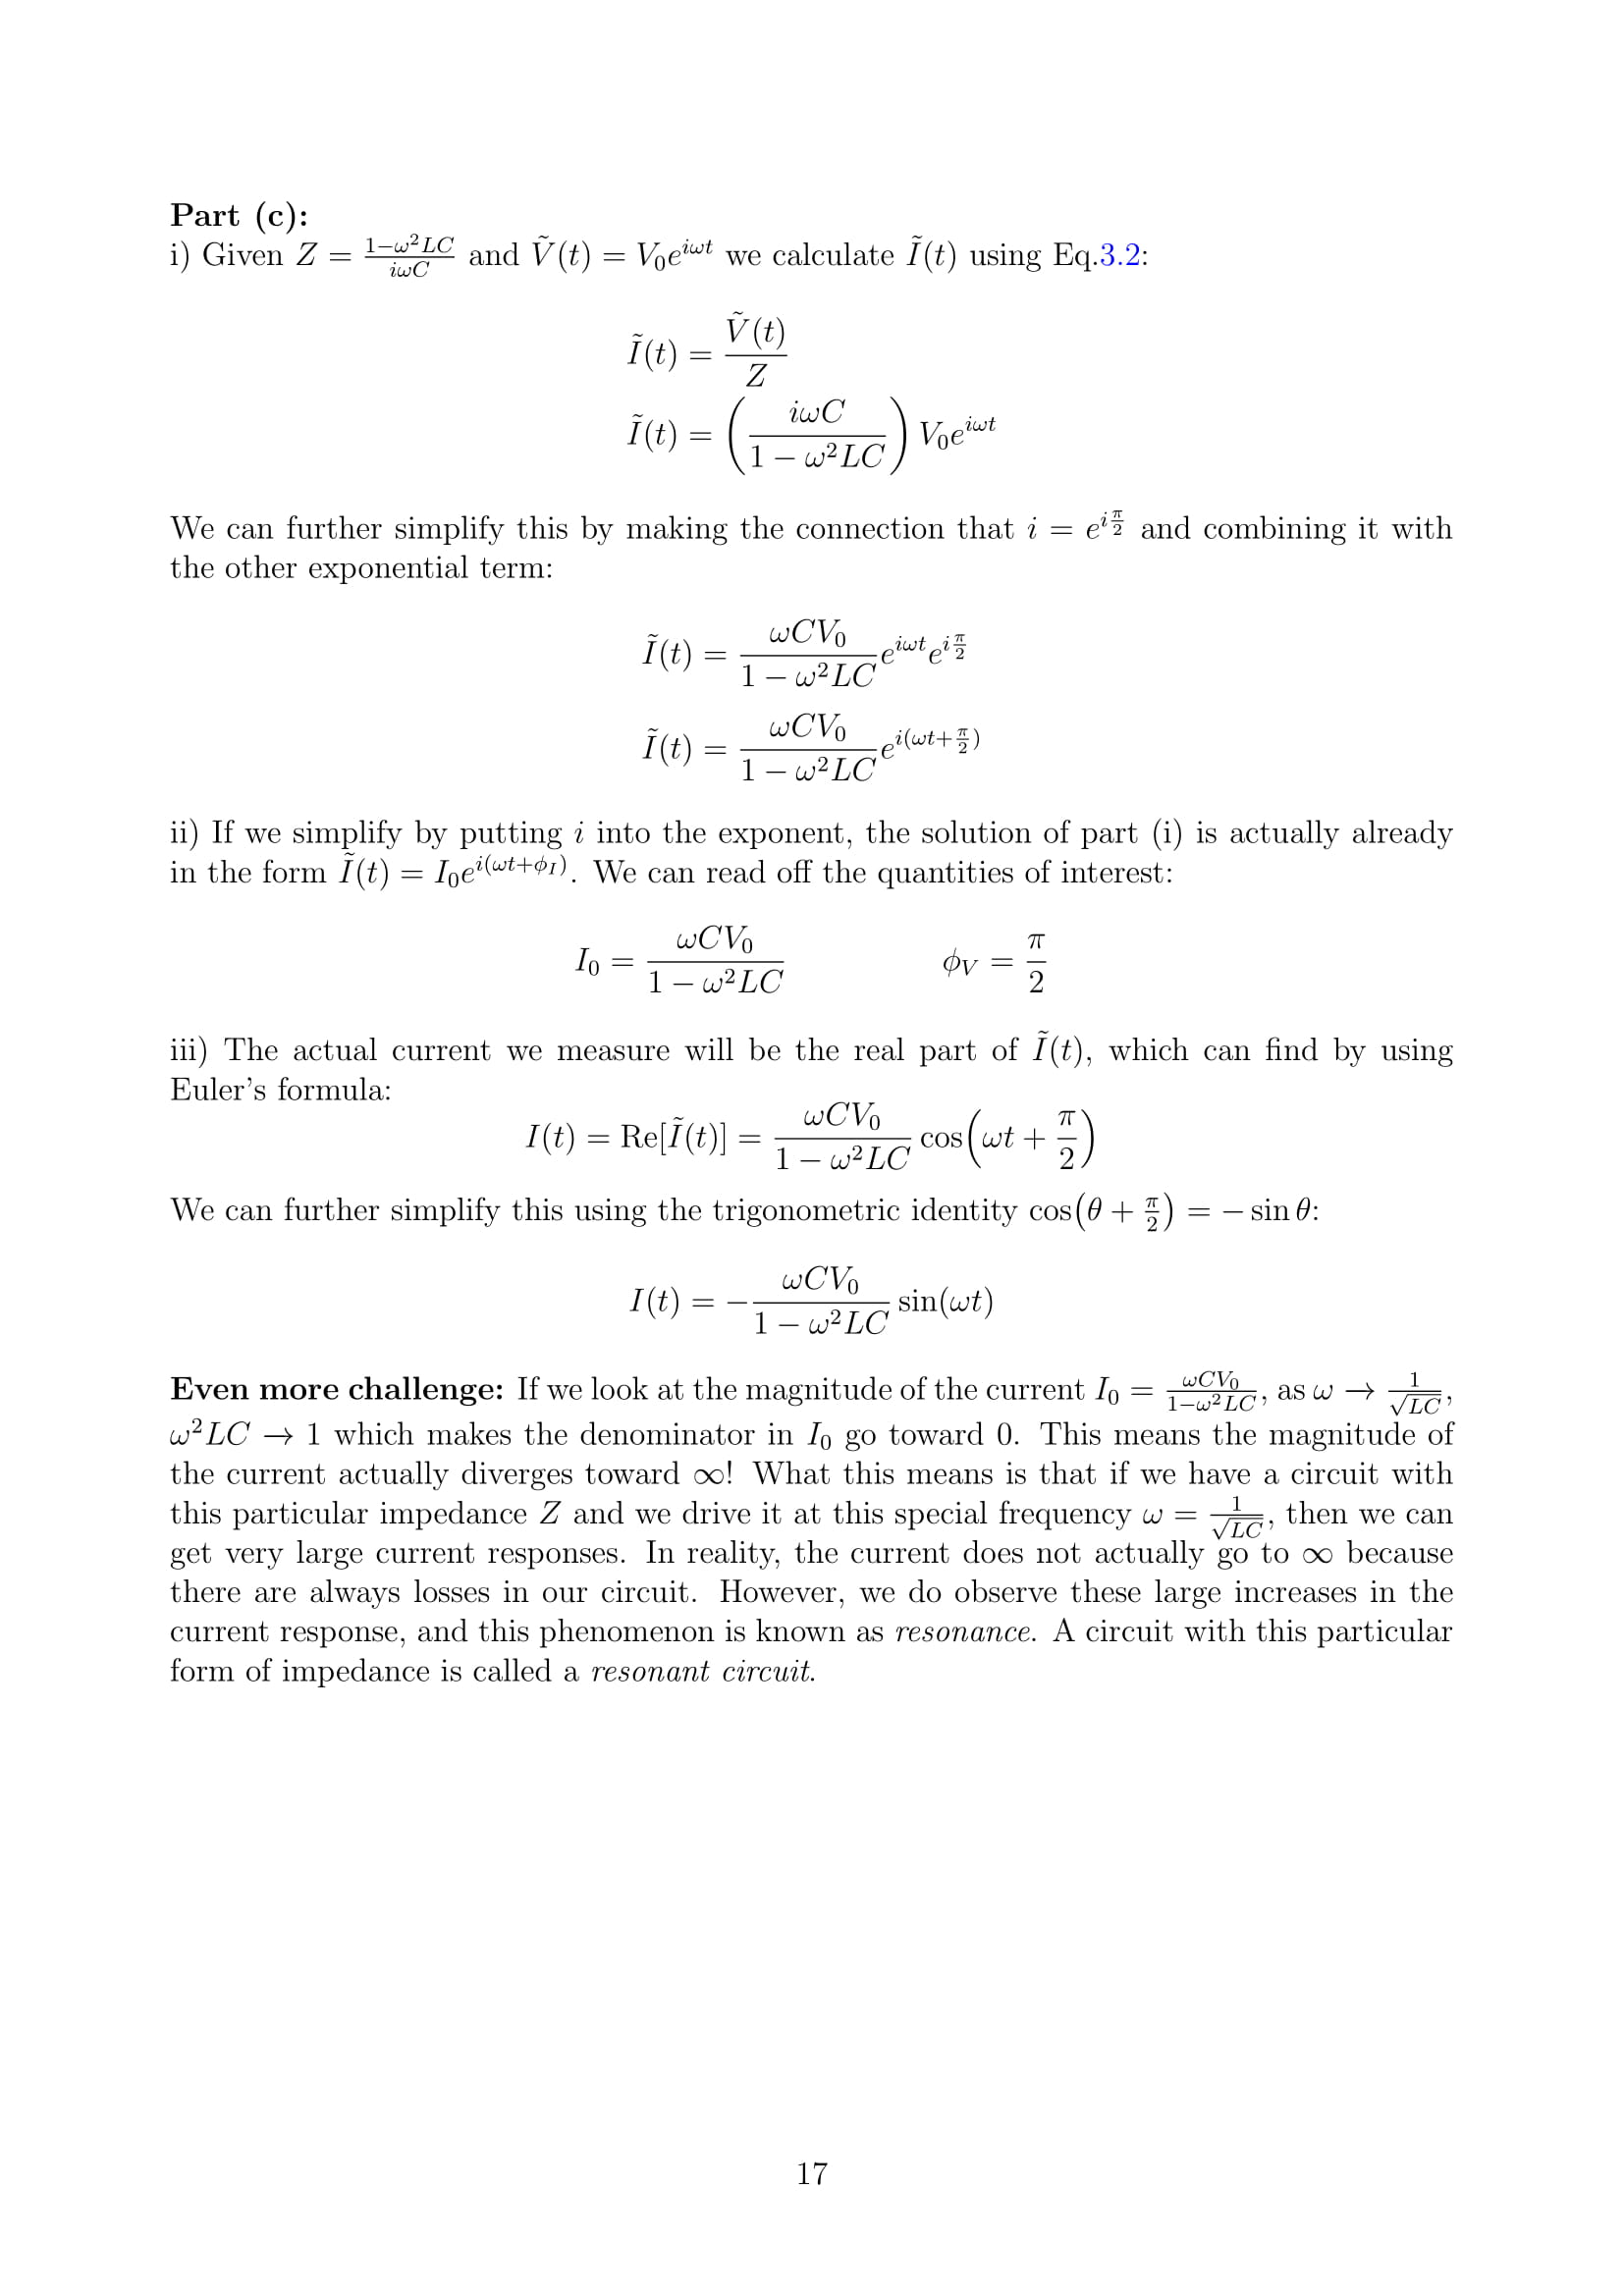 Part (c):
i) Given $Z = \frac{1-\omega^2 LC}{i\omega C}$ and $\tilde{V}(t) = V_0 e^{i\omega t}$ we calculate $\tilde{I}(t)$ using Eq.3.2:
$\tilde{I}(t) = \frac{\tilde{V}(t)}{Z}$
$\tilde{I}(t) = \left(\frac{i\omega C}{1-\omega^2 LC}\right) V_0 e^{i\omega t}$
We can further simplify this by making the connection that $i = e^{i\frac{\pi}{2}}$ and combining it with
the other exponential term:
$\tilde{I}(t) = \frac{\omega C V_0}{1-\omega^2 LC} e^{i\omega t} e^{i\frac{\pi}{2}}$
$\tilde{I}(t) = \frac{\omega C V_0}{1-\omega^2 LC} e^{i(\omega t+\frac{\pi}{2})}$
ii) If we simplify by putting $i$ into the exponent, the solution of part (i) is actually already
in the form $\tilde{I}(t) = I_0 e^{i(\omega t+\phi_I)}$. We can read off the quantities of interest:
$I_0 = \frac{\omega C V_0}{1-\omega^2 LC}$ $\phi_V = \frac{\pi}{2}$
iii) The actual current we measure will be the real part of $\tilde{I}(t)$, which can find by using
Euler's formula:
$I(t) = \mathrm{Re}[\tilde{I}(t)] = \frac{\omega C V_0}{1-\omega^2 LC} \cos\left(\omega t + \frac{\pi}{2}\right)$
We can further simplify this using the trigonometric identity $\cos\left(\theta + \frac{\pi}{2}\right) = -\sin\theta$:
$I(t) = -\frac{\omega C V_0}{1-\omega^2 LC} \sin(\omega t)$
Even more challenge: If we look at the magnitude of the current $I_0 = \frac{\omega C V_0}{1-\omega^2 LC}$, as $\omega \to \frac{1}{\sqrt{LC}}$,
$\omega^2 LC \to 1$ which makes the denominator in $I_0$ go toward 0. This means the magnitude of
the current actually diverges toward $\infty$! What this means is that if we have a circuit with
this particular impedance $Z$ and we drive it at this special frequency $\omega = \frac{1}{\sqrt{LC}}$, then we can
get very large current responses. In reality, the current does not actually go to $\infty$ because
there are always losses in our circuit. However, we do observe these large increases in the
current response, and this phenomenon is known as resonance. A circuit with this particular
form of impedance is called a resonant circuit.
17